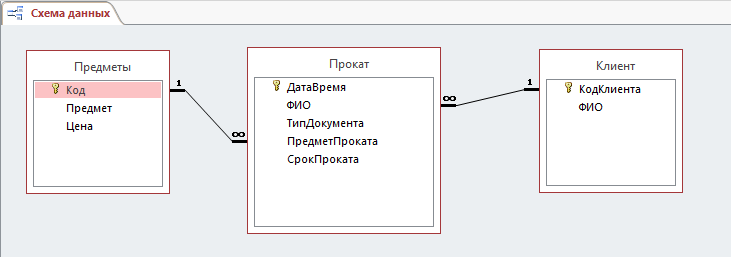 Схема данных
Предметы
Код
Предмет
Цена
1
∞
Прокат
ДатаВремя
ФИО
ТипДокумента
ПредметПроката
СрокПроката
∞
1
Клиент
КодКлиента
ФИО